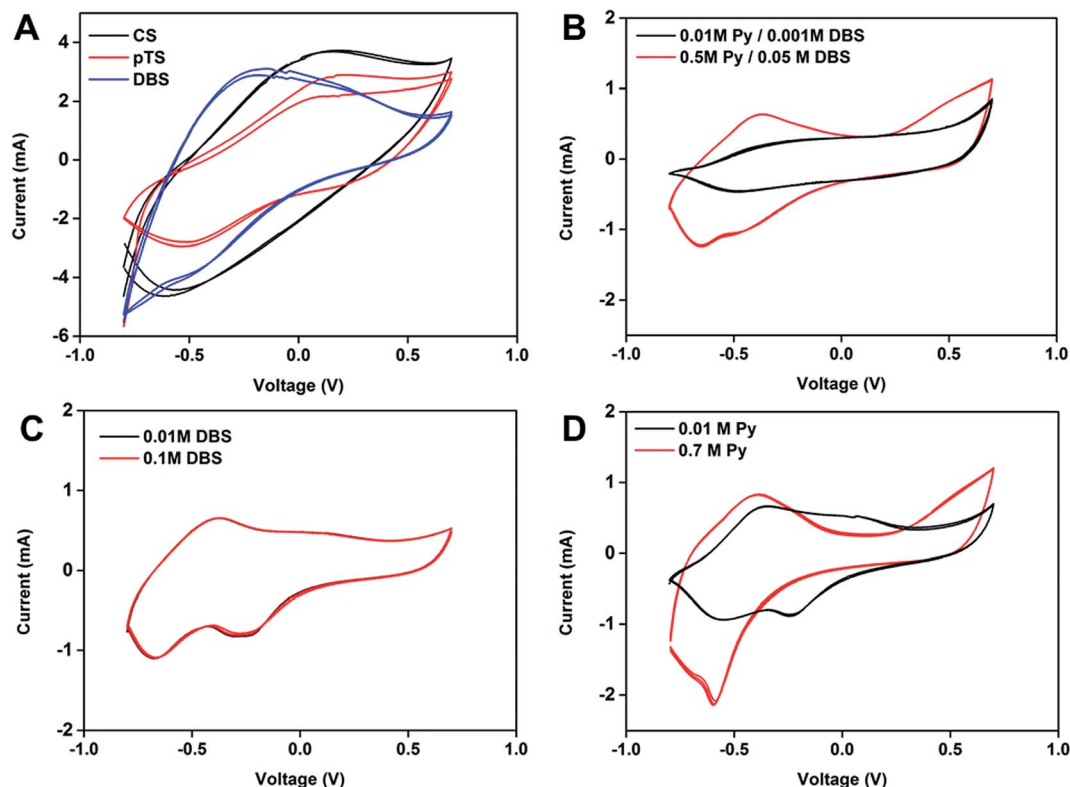 A
CS
pTS
DBS
4
2
0
-2
-4
-6
-1.0 -0.5 0.0 0.5 1.0
Current (mA)
Voltage (V)
B
0.01M Py / 0.001M DBS
0.5M Py / 0.05 M DBS
2
1
0
-1
-2
-1.0 -0.5 0.0 0.5 1.0
Current (mA)
Voltage (V)
C
0.01M DBS
0.1M DBS
2
1
0
-1
-2
-1.0 -0.5 0.0 0.5 1.0
Current (mA)
Voltage (V)
D
0.01 M Py
0.7 M Py
2
1
0
-1
-2
-1.0 -0.5 0.0 0.5 1.0
Current (mA)
Voltage (V)